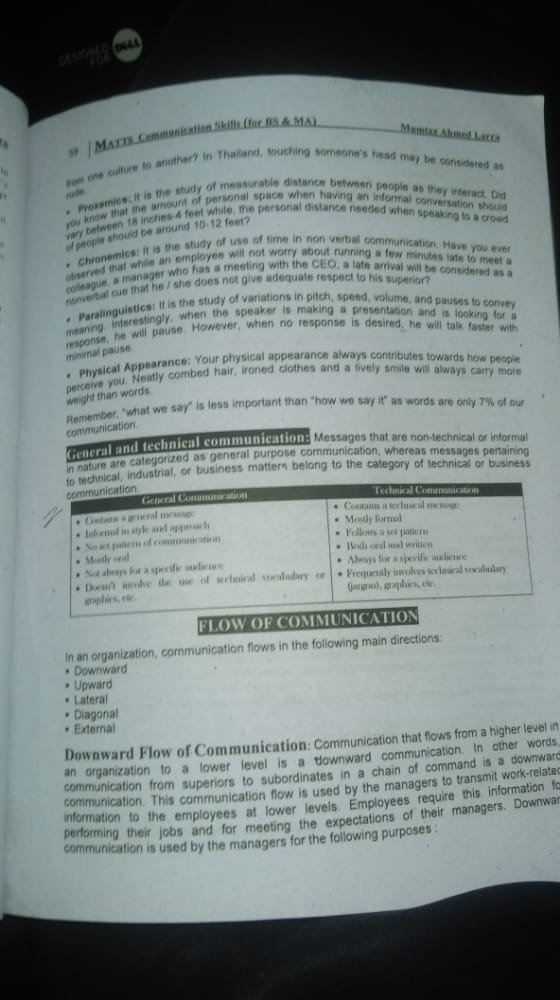 DESIGNED
FOR
DELL
59 MATTS Communication Skills (for BS & MA) Mumtaz Ahmed Larra
from one culture to another? In Thailand, touching someone's head may be considered as
rude.
• Proxemics: It is the study of measurable distance between people as they interact. Did
you know that the amount of personal space when having an informal conversation should
vary between 18 inches-4 feet while, the personal distance needed when speaking to a crowd
of people should be around 10-12 feet?
• Chronemics: It is the study of use of time in non verbal communication. Have you ever
observed that while an employee will not worry about running a few minutes late to meet a
colleague, a manager who has a meeting with the CEO, a late arrival will be considered as a
nonverbal cue that he / she does not give adequate respect to his superior?
• Paralinguistics: It is the study of variations in pitch, speed, volume, and pauses to convey
meaning. Interestingly, when the speaker is making a presentation and is looking for a
response, he will pause. However, when no response is desired, he will talk faster with
minimal pause.
• Physical Appearance: Your physical appearance always contributes towards how people
perceive you. Neatly combed hair, ironed clothes and a lively smile will always carry more
weight than words.
Remember, "what we say" is less important than "how we say it" as words are only 7% of our
communication.
General and technical communication: Messages that are non-technical or informal
in nature are categorized as general purpose communication, whereas messages pertaining
to technical, industrial, or business matters belong to the category of technical or business
communication.
General Communication
• Contains a general message
• Informal in style and approach
• No set pattern of communication
• Mostly oral
• Not always for a specific audience
• Doesn't involve the use of technical vocabulary or
graphics, etc.
Technical Communication
• Contains a technical message
• Mostly formal
• Follows a set pattern
• Both oral and written
• Always for a specific audience
• Frequently involves technical vocabulary
(jargon), graphics, etc.
FLOW OF COMMUNICATION
In an organization, communication flows in the following main directions:
• Downward
• Upward
• Lateral
• Diagonal
• External
Downward Flow of Communication: Communication that flows from a higher level in
an organization to a lower level is a downward communication. In other words,
communication from superiors to subordinates in a chain of command is a downward
communication. This communication flow is used by the managers to transmit work-related
information to the employees at lower levels. Employees require this information fo
performing their jobs and for meeting the expectations of their managers. Downwar
communication is used by the managers for the following purposes :